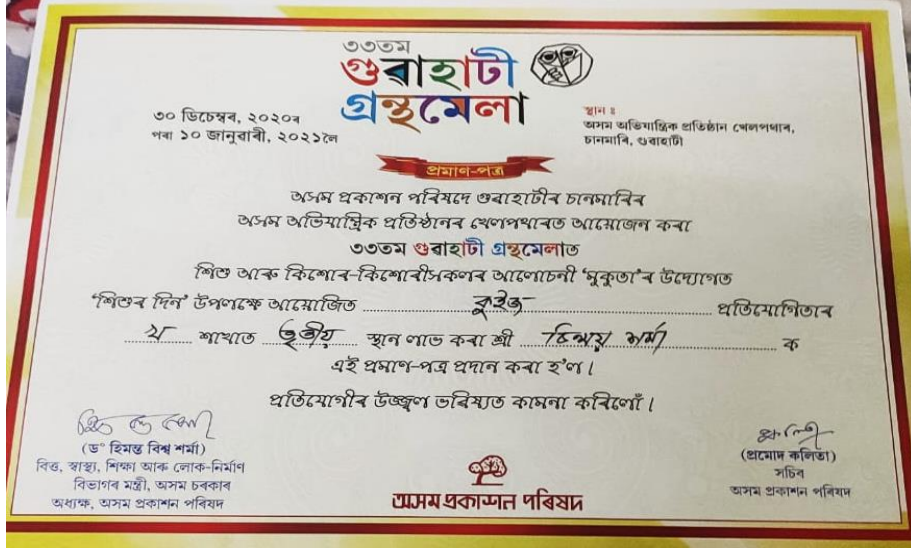 ৩৩তম
গুৱাহাটী
গ্ৰন্থমেলা
৩০ ডিচেম্বৰ, ২০২০ৰ
পৰা ১০ জানুৱাৰী, ২০২১লৈ
স্থান ঃ
অসম অভিযান্ত্ৰিক প্ৰতিষ্ঠান খেলপথাৰ,
চানমাৰি, গুৱাহাটী
প্ৰমাণ-পত্ৰ
অসম প্ৰকাশন পৰিষদে গুৱাহাটীৰ চানমাৰিৰ
অসম অভিযান্ত্ৰিক প্ৰতিষ্ঠানৰ খেলপথাৰত আয়োজন কৰা
৩৩তম গুৱাহাটী গ্ৰন্থমেলাত
শিশু আৰু কিশোৰ-কিশোৰীসকলৰ আলোচনী ‘মুকুতা’ৰ উদ্যোগত
‘শিশুৰ দিন’ উপলক্ষে আয়োজিত কুইজ প্ৰতিযোগিতাৰ
খ শাখাত তৃতীয় স্থান লাভ কৰা শ্ৰী চিন্ময় শৰ্মা ক
এই প্ৰমাণ-পত্ৰ প্ৰদান কৰা হ’ল।
প্ৰতিযোগীৰ উজ্জ্বল ভৱিষ্যত কামনা কৰিলোঁ।
(ড° হিমন্ত বিশ্ব শৰ্মা)
বিত্ত, স্বাস্থ্য, শিক্ষা আৰু লোক-নিৰ্মাণ
বিভাগৰ মন্ত্ৰী, অসম চৰকাৰ
অধ্যক্ষ, অসম প্ৰকাশন পৰিষদ
অসম প্ৰকাশন পৰিষদ
(প্ৰমোদ কলিতা)
সচিব
অসম প্ৰকাশন পৰিষদ